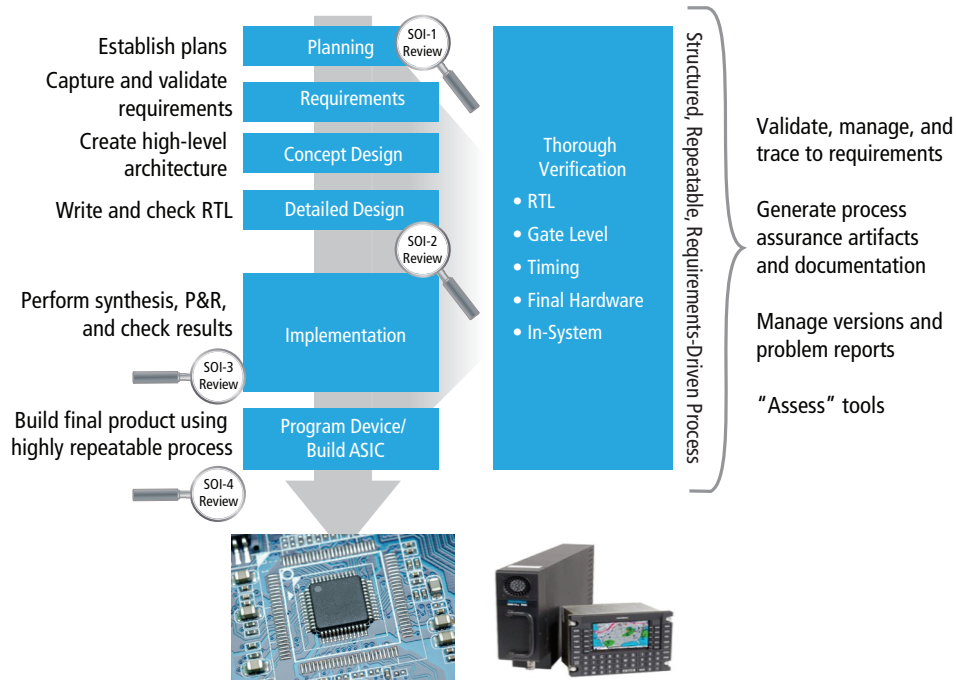 Establish plans
Planning
SOI-1
Review
Capture and validate
requirements
Requirements
Create high-level
architecture
Concept Design
Write and check RTL
Detailed Design
SOI-2
Review
Perform synthesis, P&R,
and check results
Implementation
SOI-3
Review
Build final product using
highly repeatable process
Program Device/
Build ASIC
SOI-4
Review
Thorough
Verification
• RTL
• Gate Level
• Timing
• Final Hardware
• In-System
Structured, Repeatable, Requirements-Driven Process
Validate, manage, and
trace to requirements
Generate process
assurance artifacts
and documentation
Manage versions and
problem reports
“Assess” tools